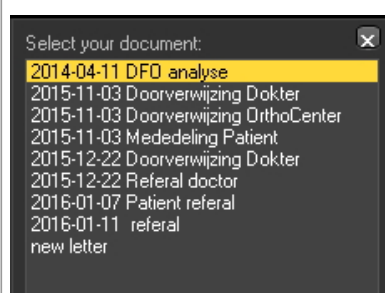 Select your document:
2014-04-11 DFO analyse
2015-11-03 Doorverwijzing Dokter
2015-11-03 Doorverwijzing OrthoCenter
2015-11-03 Mededeling Patient
2015-12-22 Doorverwijzing Dokter
2015-12-22 Referal doctor
2016-01-07 Patient referal
2016-01-11  referal
new letter